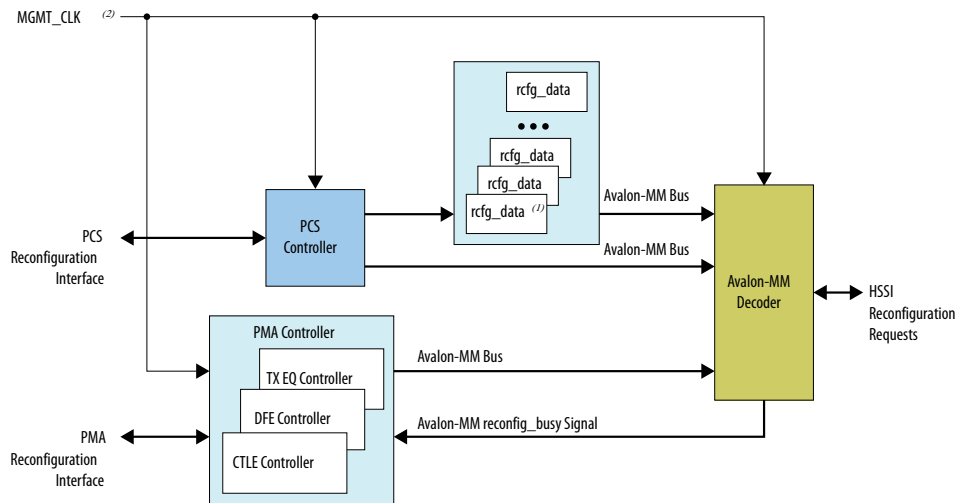 MGMT_CLK (2)
rcfg_data
•••
rcfg_data
rcfg_data
rcfg_data (1)
Avalon-MM Bus
PCS
Controller
PCS
Reconfiguration
Interface
Avalon-MM Bus
Avalon-MM
Decoder
HSSI
Reconfiguration
Requests
PMA Controller
TX EQ Controller
DFE Controller
CTLE Controller
Avalon-MM Bus
Avalon-MM reconfig_busy Signal
PMA
Reconfiguration
Interface